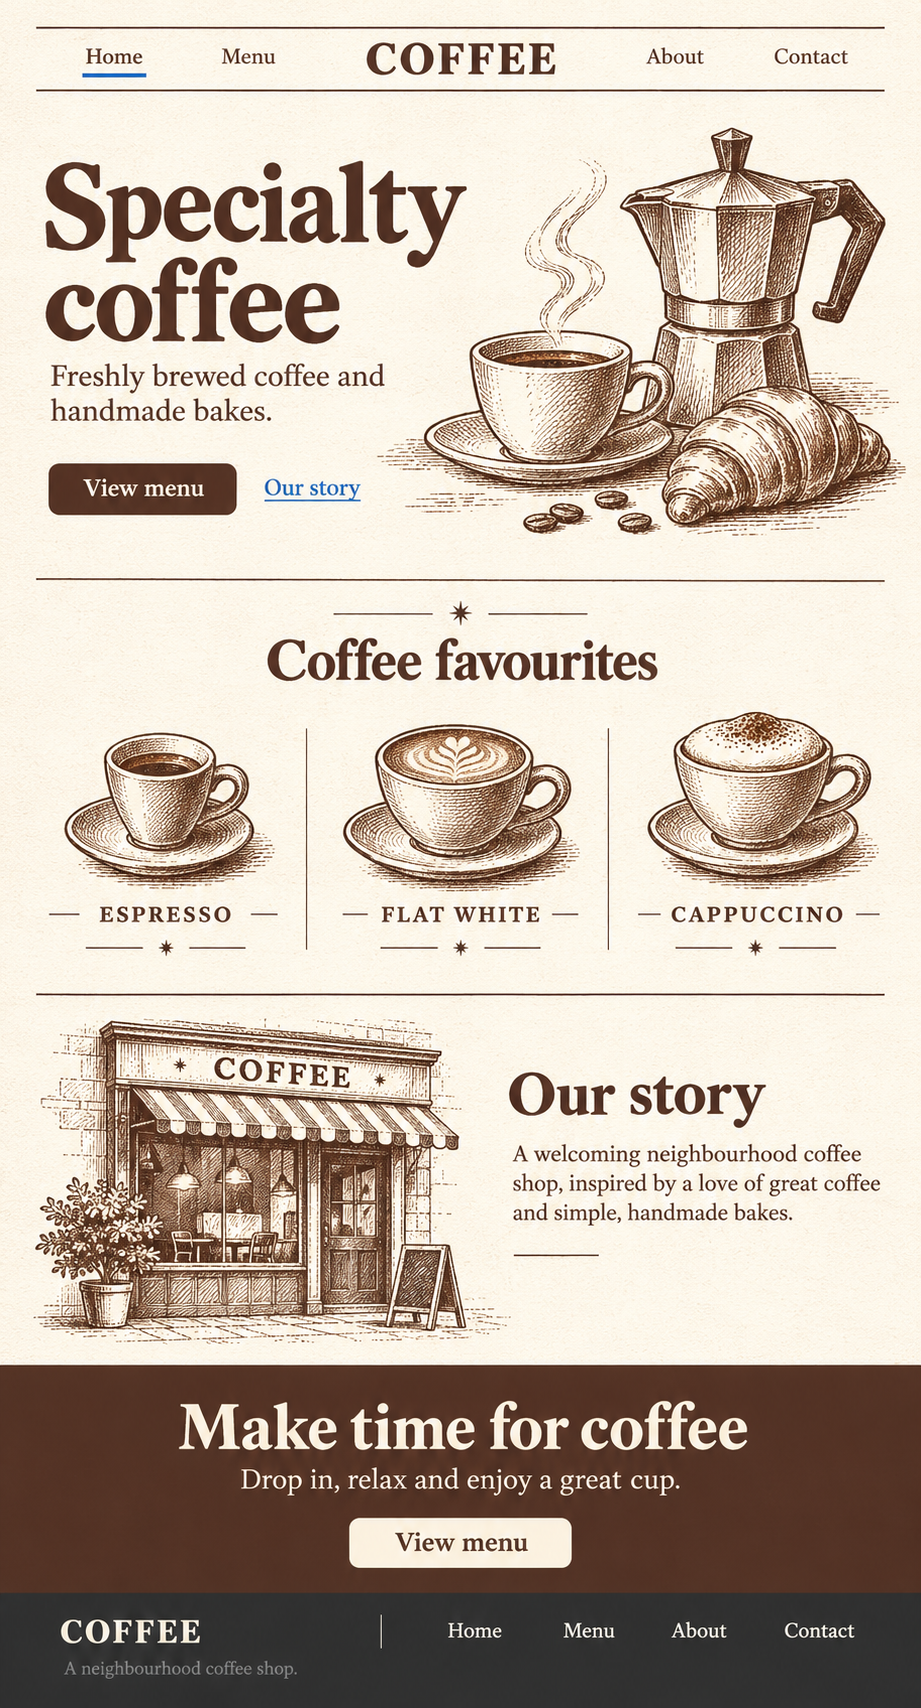 Home Menu COFFEE About Contact
Specialty
coffee
Freshly brewed coffee and
handmade bakes.
View menu Our story
Coffee favourites
ESPRESSO FLAT WHITE CAPPUCCINO
COFFEE
Our story
A welcoming neighbourhood coffee
shop, inspired by a love of great coffee
and simple, handmade bakes.
Make time for coffee
Drop in, relax and enjoy a great cup.
View menu
COFFEE Home Menu About Contact
A neighbourhood coffee shop.